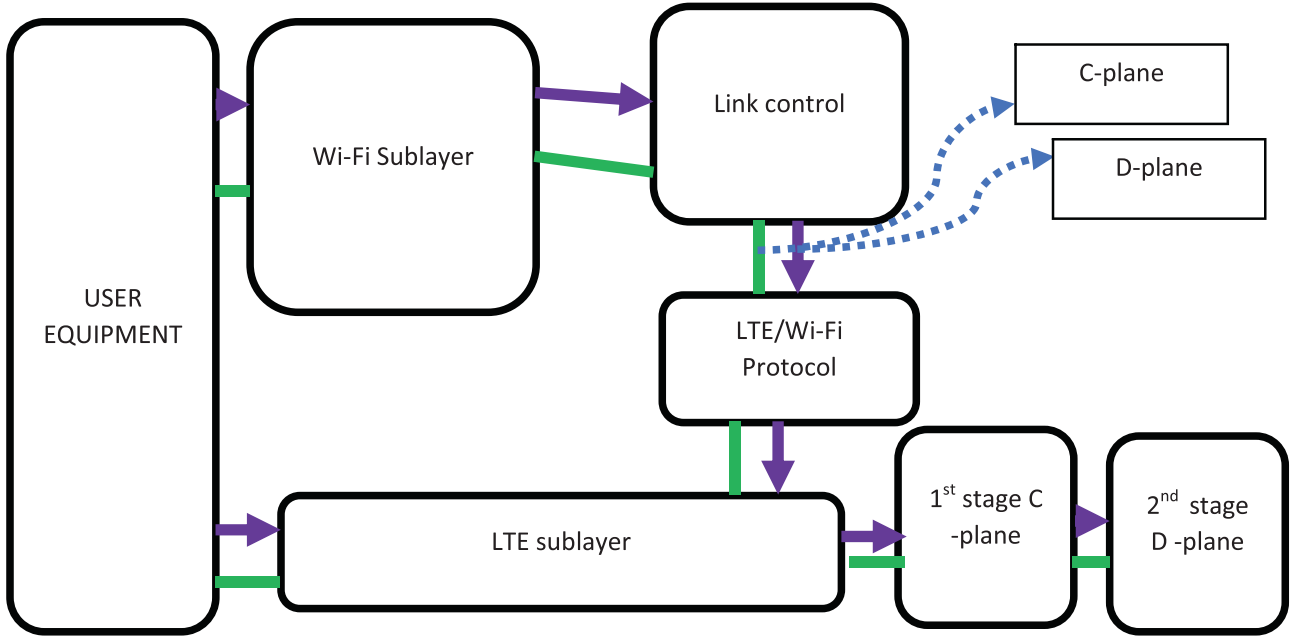 USER
EQUIPMENT
Wi-Fi Sublayer
Link control
C-plane
D-plane
LTE/Wi-Fi
Protocol
LTE sublayer
1st stage C
-plane
2nd stage
D -plane